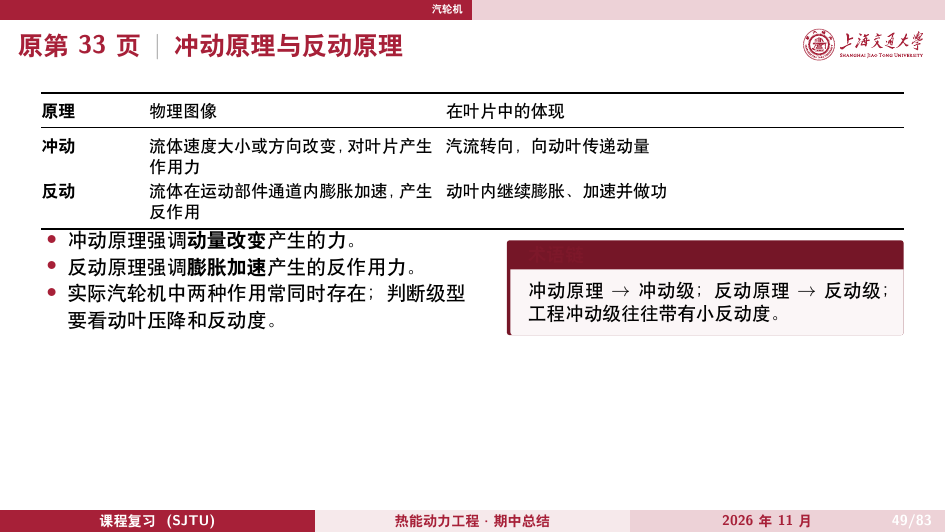 汽轮机
原第 33 页 | 冲动原理与反动原理
上海交通大学
SHANGHAI JIAO TONG UNIVERSITY
原理 物理图像 在叶片中的体现
冲动 流体速度大小或方向改变，对叶片产生 汽流转向，向动叶传递动量
作用力
反动 流体在运动部件通道内膨胀加速，产生 动叶内继续膨胀、加速并做功
反作用
• 冲动原理强调动量改变产生的力。
• 反动原理强调膨胀加速产生的反作用力。
• 实际汽轮机中两种作用常同时存在；判断级型
要看动叶压降和反动度。
冲动原理 → 冲动级；反动原理 → 反动级；
工程冲动级往往带有小反动度。
课程复习 (SJTU) 热能动力工程 · 期中总结 2026 年 11 月 49/83